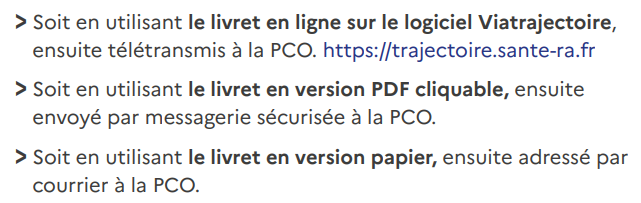 > Soit en utilisant le livret en ligne sur le logiciel Viatrajectoire,
ensuite télétransmis à la PCO. https://trajectoire.sante-ra.fr
> Soit en utilisant le livret en version PDF cliquable, ensuite
envoyé par messagerie sécurisée à la PCO.
> Soit en utilisant le livret en version papier, ensuite adressé par
courrier à la PCO.